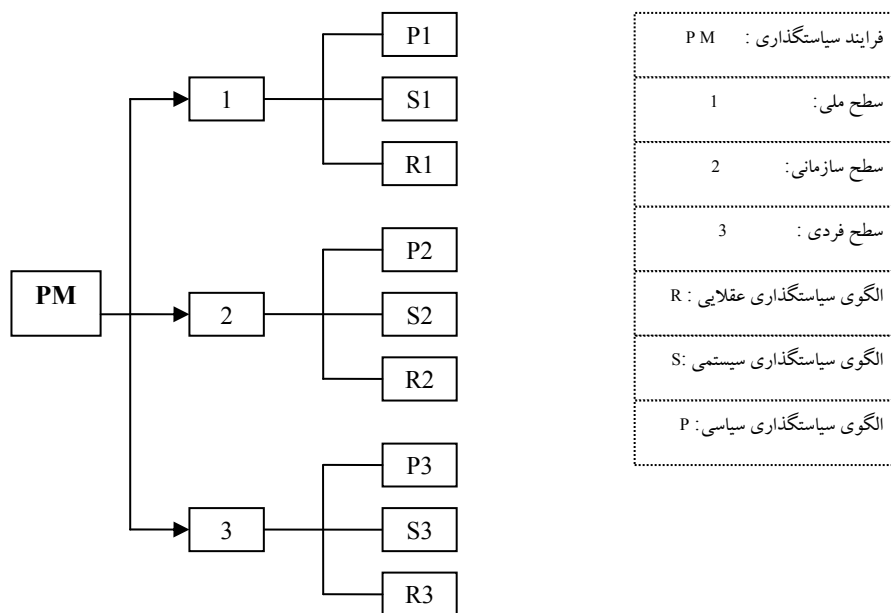 P1
1
S1
R1
P2
PM
2
S2
R2
P3
3
S3
R3
فرایند سیاستگذاری : P M
سطح ملی: 1
سطح سازمانی: 2
سطح فردی : 3
الگوی سیاستگذاری عقلایی : R
الگوی سیاستگذاری سیستمی :S
الگوی سیاستگذاری سیاسی: P